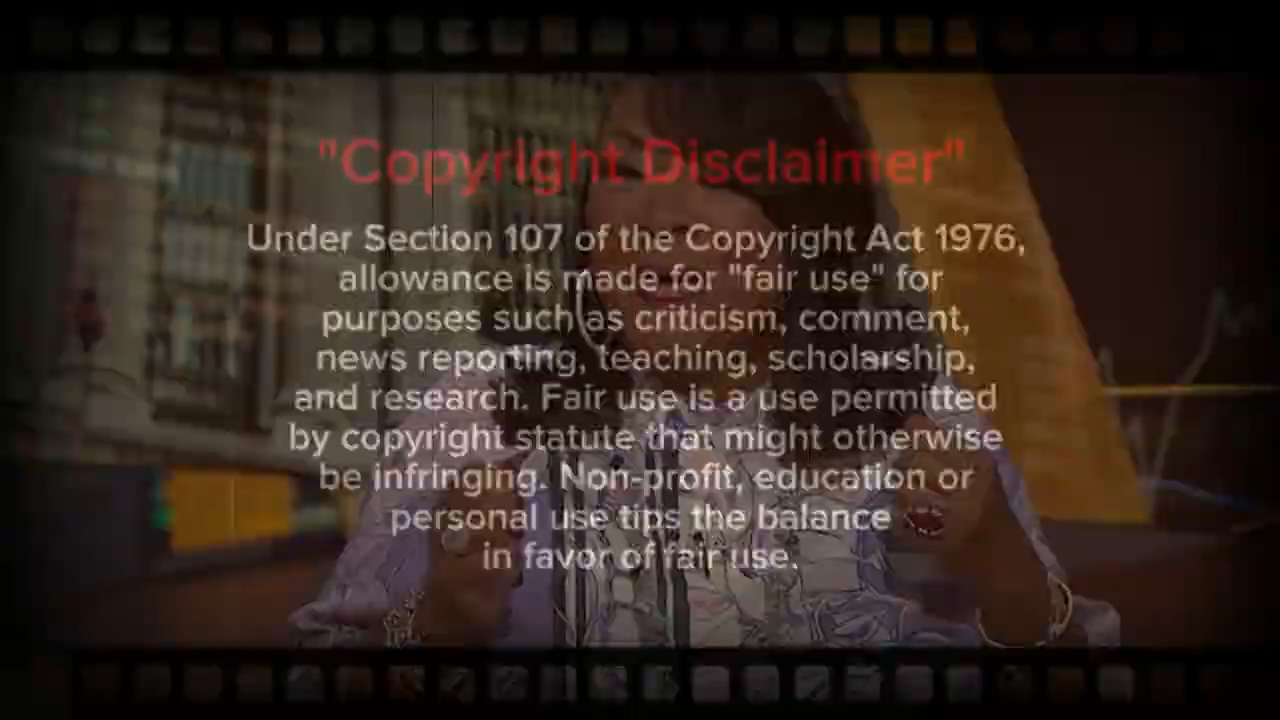 "Copyright Disclaimer"
Under Section 107 of the Copyright Act 1976,
allowance is made for "fair use" for
purposes such as criticism, comment,
news reporting, teaching, scholarship,
and research. Fair use is a use permitted
by copyright statute that might otherwise
be infringing. Non-profit, education or
personal use tips the balance
in favor of fair use.